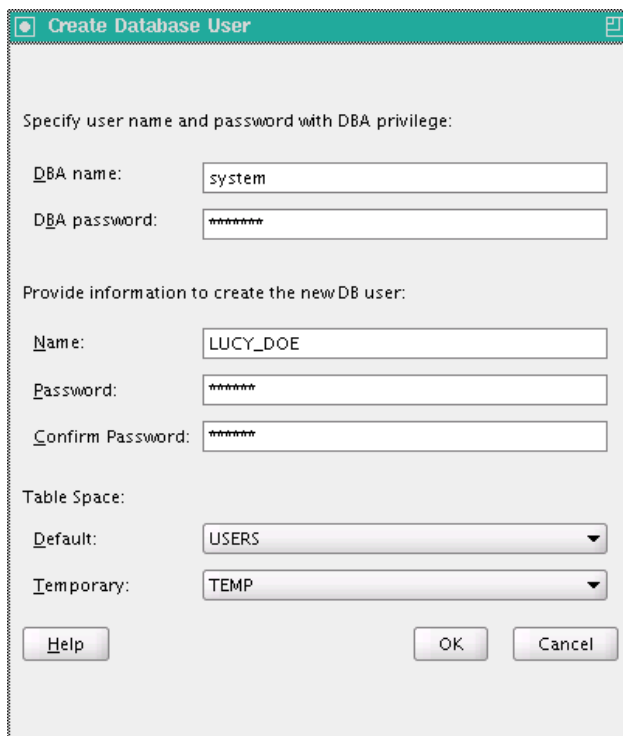 Create Database User
Specify user name and password with DBA privilege:
DBA name: system
DBA password: *******
Provide information to create the new DB user:
Name: LUCY_DOE
Password: ******
Confirm Password: ******
Table Space:
Default: USERS
Temporary: TEMP
Help OK Cancel